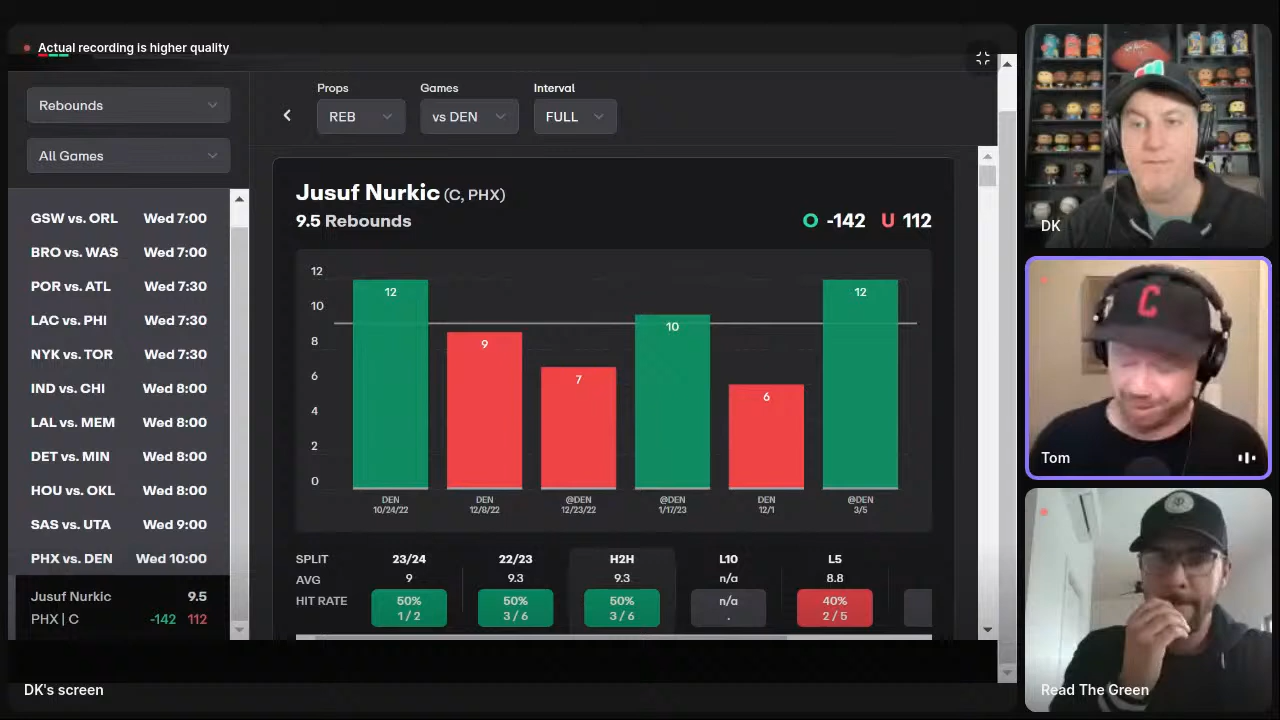 Actual recording is higher quality
Rebounds
All Games
GSW vs. ORL Wed 7:00
BRO vs. WAS Wed 7:00
POR vs. ATL Wed 7:30
LAC vs. PHI Wed 7:30
NYK vs. TOR Wed 7:30
IND vs. CHI Wed 8:00
LAL vs. MEM Wed 8:00
DET vs. MIN Wed 8:00
HOU vs. OKL Wed 8:00
SAS vs. UTA Wed 9:00
PHX vs. DEN Wed 10:00
Jusuf Nurkic 9.5
PHX | C -142 112
Props Games Interval
REB vs DEN FULL
Jusuf Nurkic (C, PHX)
9.5 Rebounds O -142 U 112
12
10
8
6
4
2
0
12 9 7 10 6 12
DEN DEN @DEN @DEN DEN @DEN
10/24/22 12/8/22 12/23/22 1/17/23 12/1 3/5
SPLIT 23/24 22/23 H2H L10 L5
AVG 9 9.3 9.3 n/a 8.8
HIT RATE 50% 50% 50% n/a 40%
1 / 2 3 / 6 3 / 6 . 2 / 5
DK's screen
DK
C
Tom
Read The Green